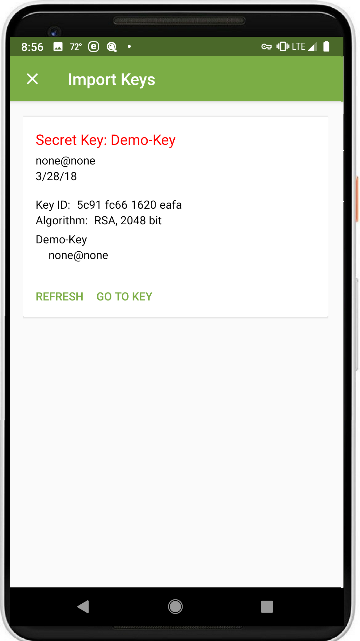 8:56 72° LTE
Import Keys
Secret Key: Demo-Key
none@none
3/28/18
Key ID: 5c91 fc66 1620 eafa
Algorithm: RSA, 2048 bit
Demo-Key
none@none
REFRESH GO TO KEY